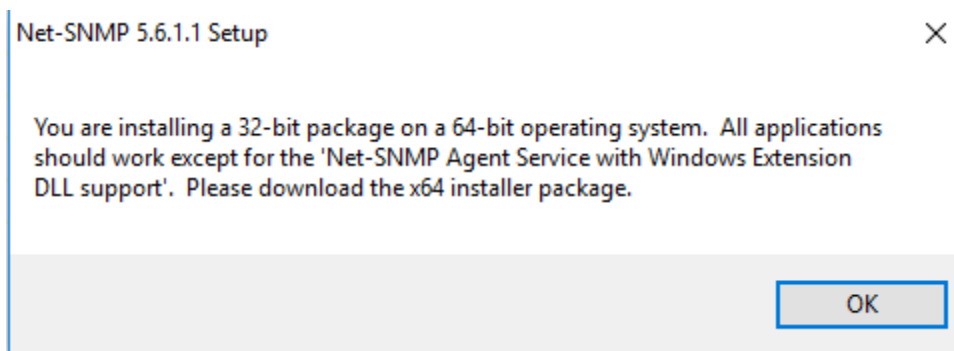 Net-SNMP 5.6.1.1 Setup
You are installing a 32-bit package on a 64-bit operating system.  All applications
should work except for the 'Net-SNMP Agent Service with Windows Extension
DLL support'.  Please download the x64 installer package.
OK